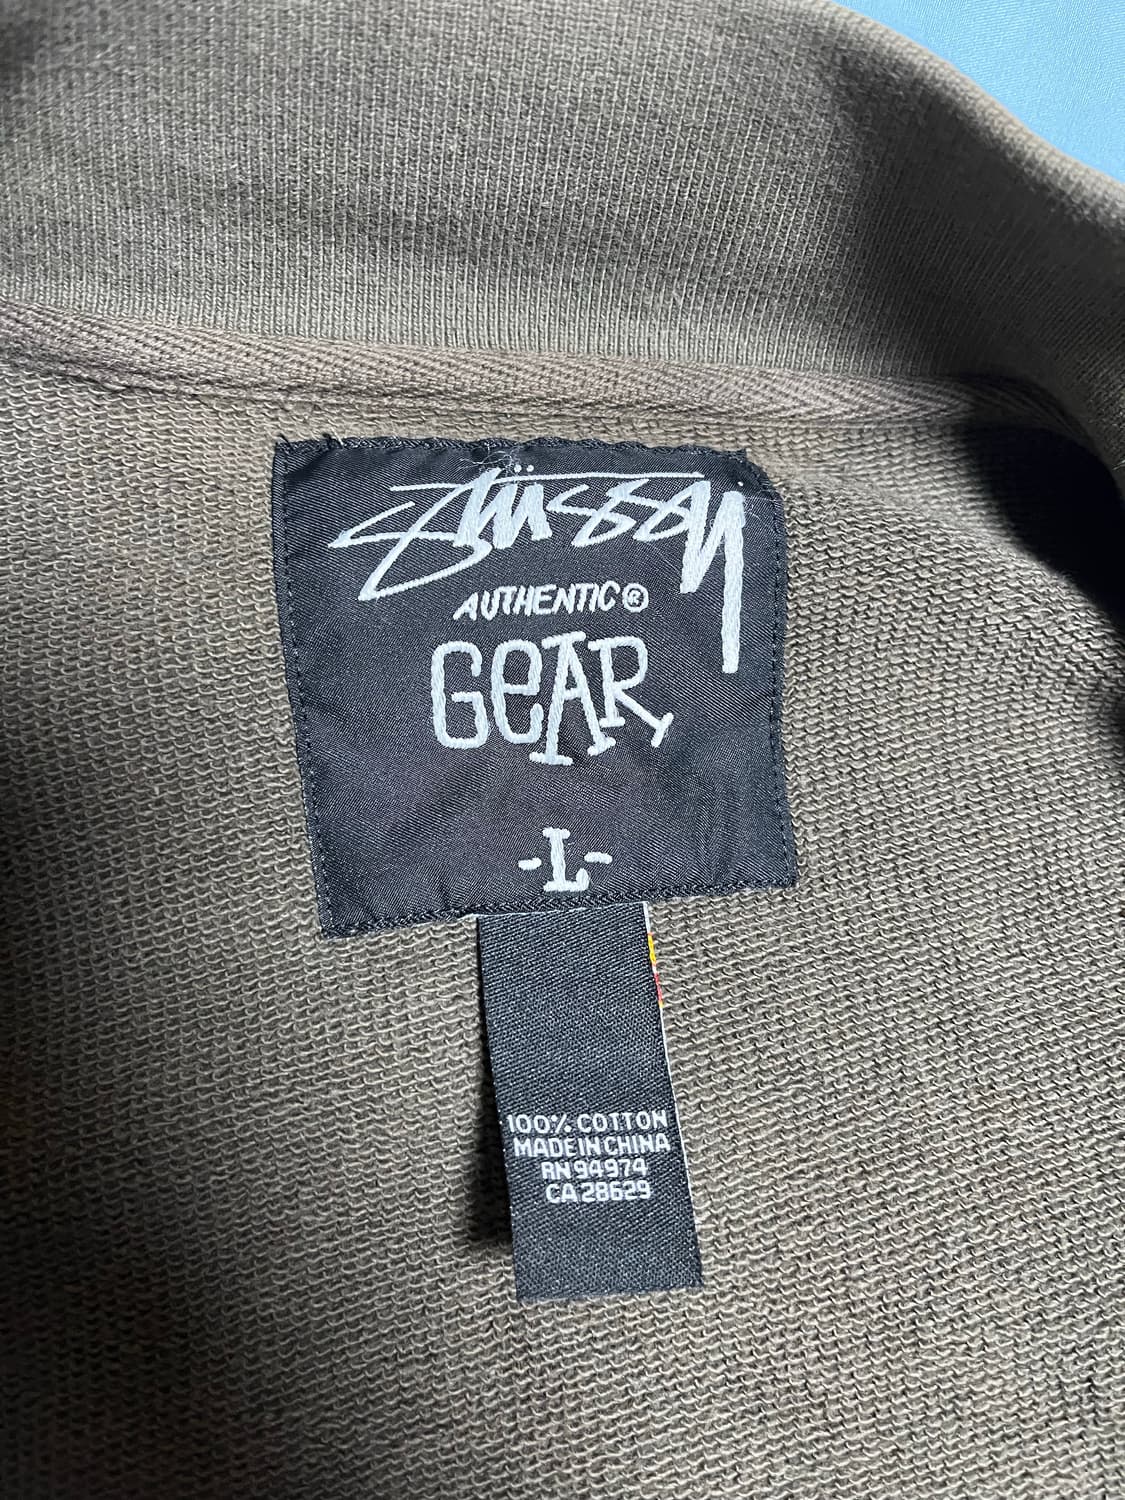 Stüssy
AUTHENTIC®
GeAR
-L-
100% COTTON
MADE IN CHINA
RN 94974
CA 28629